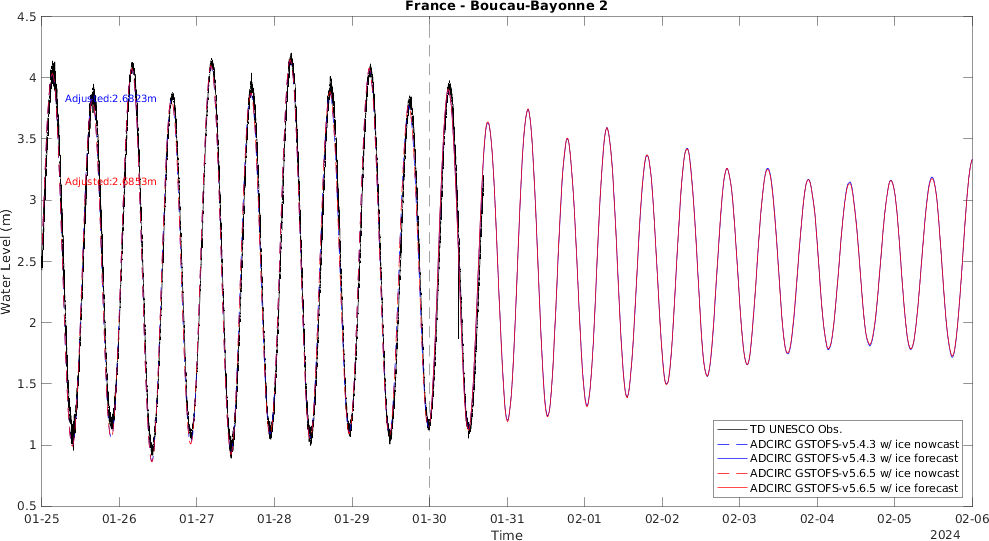 France - Boucau-Bayonne 2
Water Level (m)
4.5
4
3.5
3
2.5
2
1.5
1
0.5
Adjusted:2.6323m
Adjusted:2.6853m
TD UNESCO Obs.
ADCIRC GSTOFS-v5.4.3 w/ ice nowcast
ADCIRC GSTOFS-v5.4.3 w/ ice forecast
ADCIRC GSTOFS-v5.6.5 w/ ice nowcast
ADCIRC GSTOFS-v5.6.5 w/ ice forecast
01-25 01-26 01-27 01-28 01-29 01-30 01-31 02-01 02-02 02-03 02-04 02-05 02-06
Time
2024